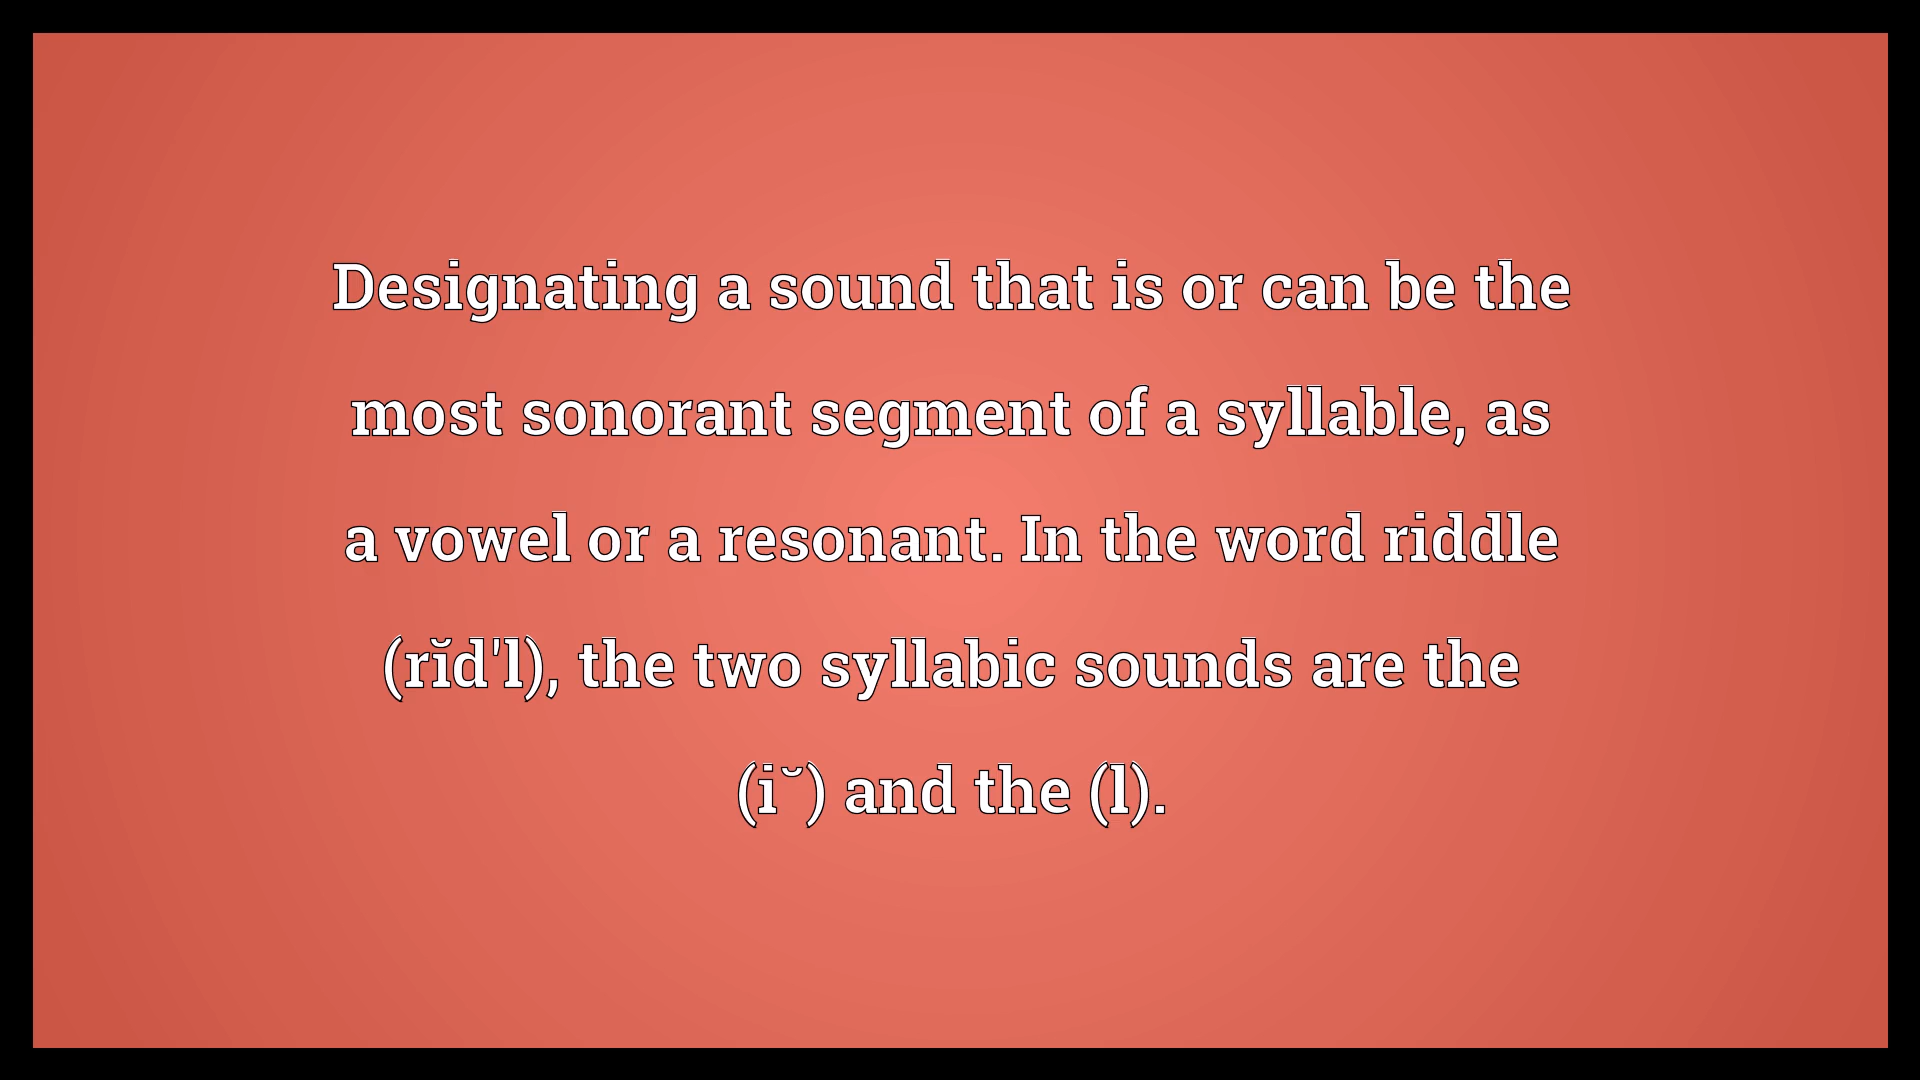 Designating a sound that is or can be the
most sonorant segment of a syllable, as
a vowel or a resonant. In the word riddle
(rĭd'l), the two syllabic sounds are the
(i˘) and the (l).